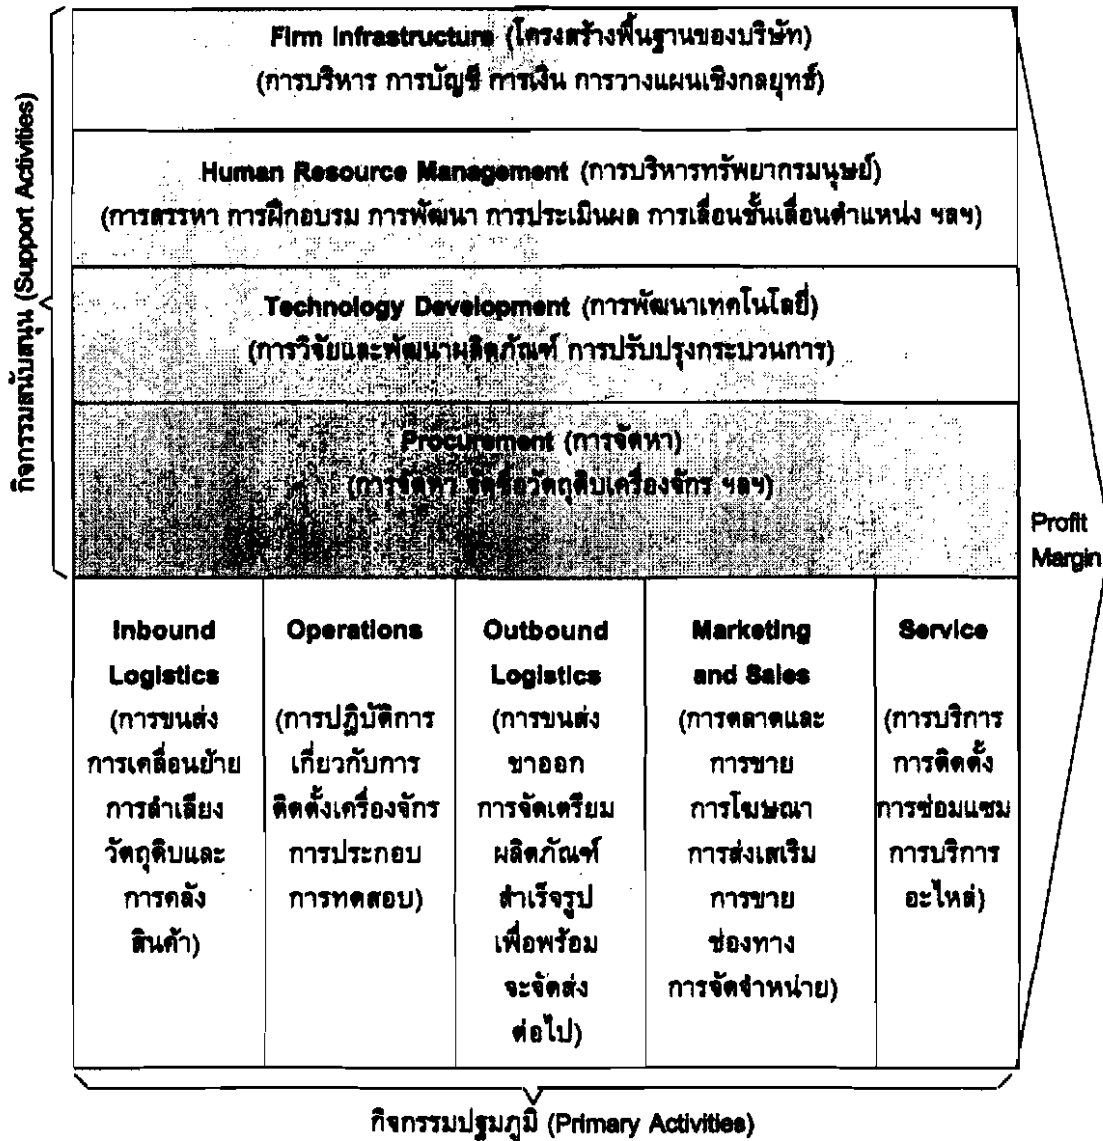 Firm Infrastructure (โครงสร้างพื้นฐานของบริษัท)
(การบริหาร การบัญชี การเงิน การวางแผนเชิงกลยุทธ์)
Human Resource Management (การบริหารทรัพยากรมนุษย์)
(การสรรหา การฝึกอบรม การพัฒนา การประเมินผล การเลื่อนชั้นเลื่อนตำแหน่ง ฯลฯ)
Technology Development (การพัฒนาเทคโนโลยี่)
(การวิจัยและพัฒนาผลิตภัณฑ์ การปรับปรุงกระบวนการ)
Procurement (การจัดหา)
(การจัดหา จัดซื้อวัตถุดิบเครื่องจักร ฯลฯ)
กิจกรรมสนับสนุน (Support Activities)
Profit
Margin
Inbound
Logistics
(การขนส่ง
การเคลื่อนย้าย
การลำเลียง
วัตถุดิบและ
การคลัง
สินค้า)
Operations
(การปฏิบัติการ
เกี่ยวกับการ
ติดตั้งเครื่องจักร
การประกอบ
การทดสอบ)
Outbound
Logistics
(การขนส่ง
ขาออก
การจัดเตรียม
ผลิตภัณฑ์
สำเร็จรูป
เพื่อพร้อม
จะจัดส่ง
ต่อไป)
Marketing
and Sales
(การตลาดและ
การขาย
การโฆษณา
การส่งเสริม
การขาย
ช่องทาง
การจัดจำหน่าย)
Service
(การบริการ
การติดตั้ง
การซ่อมแซม
การบริการ
อะไหล่)
กิจกรรมปฐมภูมิ (Primary Activities)